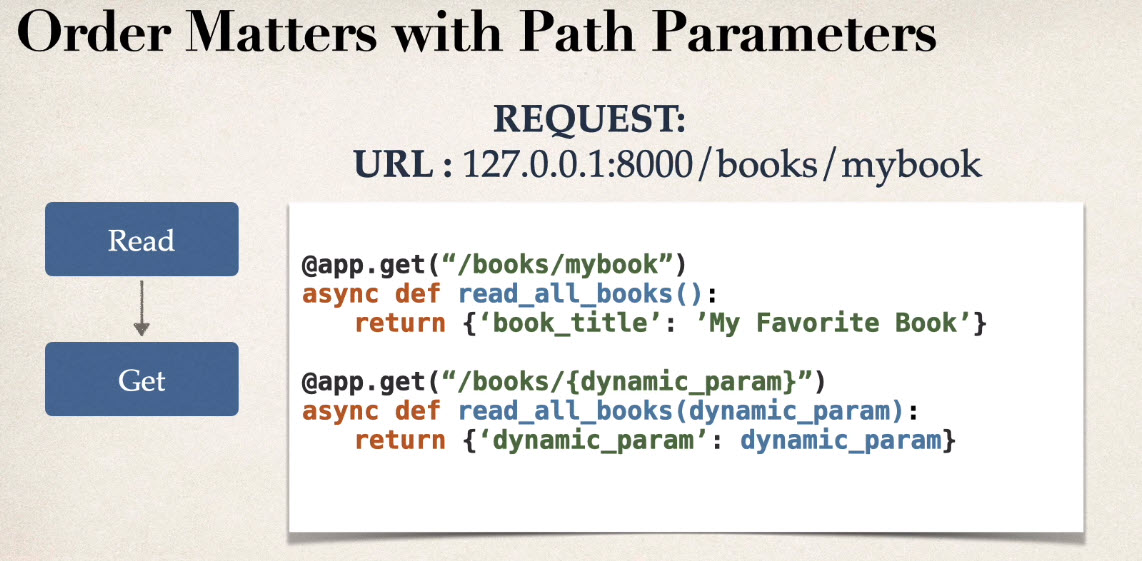 Order Matters with Path Parameters
REQUEST:
URL : 127.0.0.1:8000/books/mybook
Read
Get
@app.get(“/books/mybook”)
async def read_all_books():
return {‘book_title’: ’My Favorite Book’}
@app.get(“/books/{dynamic_param}”)
async def read_all_books(dynamic_param):
return {‘dynamic_param’: dynamic_param}